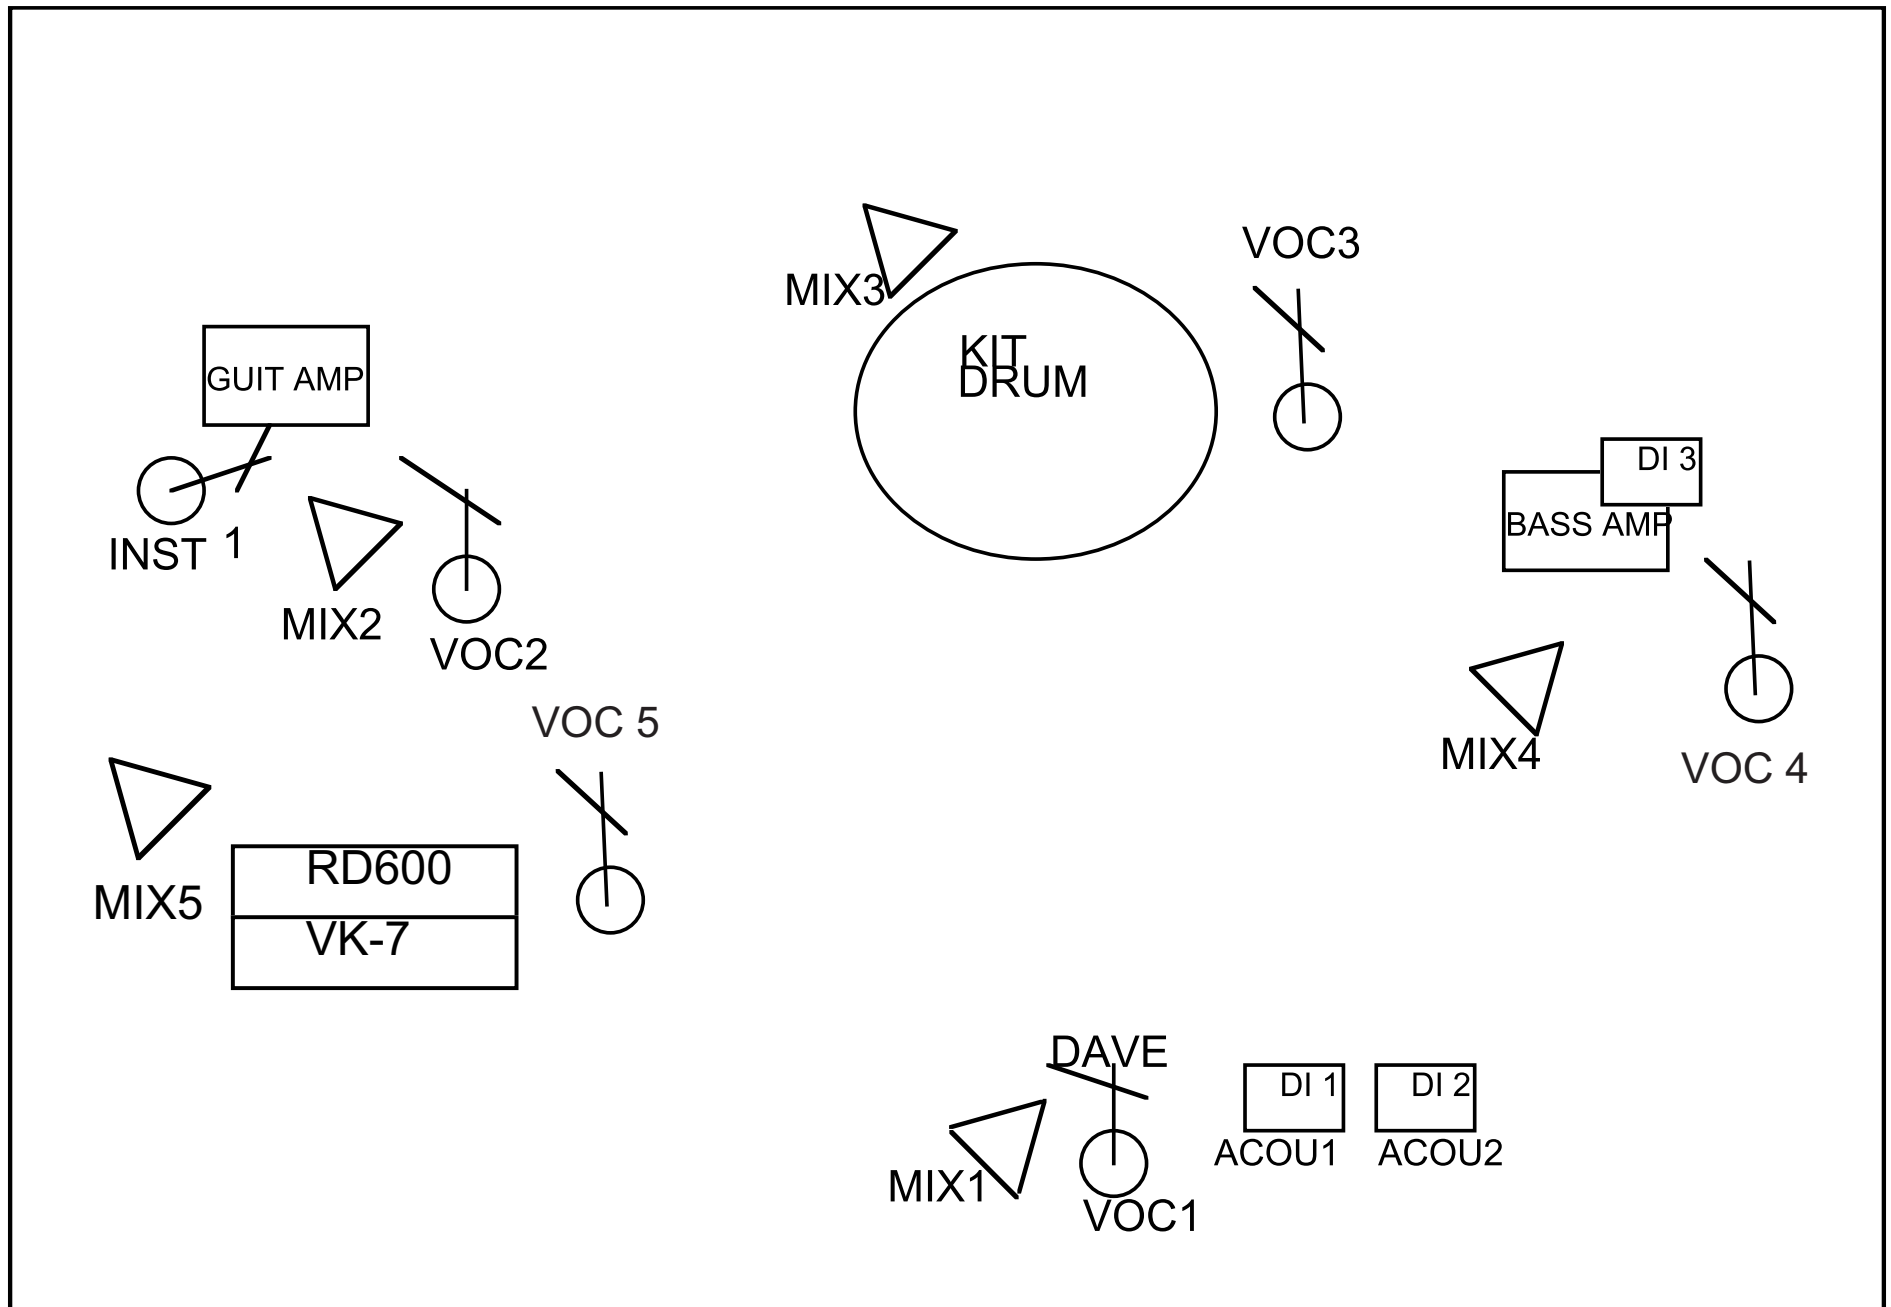 VOC3
MIX3
KIT
DRUM
GUIT AMP
DI 3
BASS AMP
INST 1
MIX2
VOC2
VOC 5
MIX4
VOC 4
RD600
MIX5
VK-7
DAVE
DI 1
DI 2
ACOU1
ACOU2
MIX1
VOC1